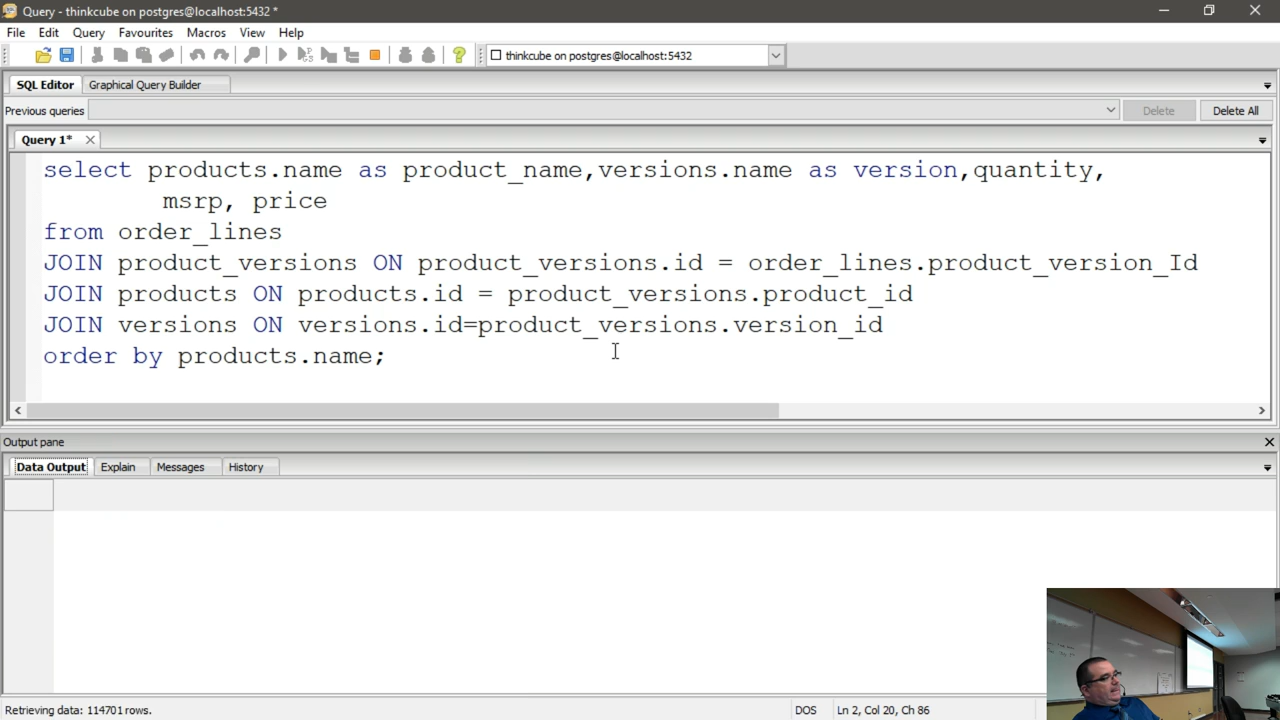 Query - thinkcube on postgres@localhost:5432 *
File Edit Query Favourites Macros View Help
thinkcube on postgres@localhost:5432
SQL Editor Graphical Query Builder
Previous queries Delete Delete All
Query 1*
select products.name as product_name,versions.name as version,quantity,
msrp, price
from order_lines
JOIN product_versions ON product_versions.id = order_lines.product_version_Id
JOIN products ON products.id = product_versions.product_id
JOIN versions ON versions.id=product_versions.version_id
order by products.name;
Output pane
Data Output Explain Messages History
Retrieving data: 114701 rows. DOS Ln 2, Col 20, Ch 86